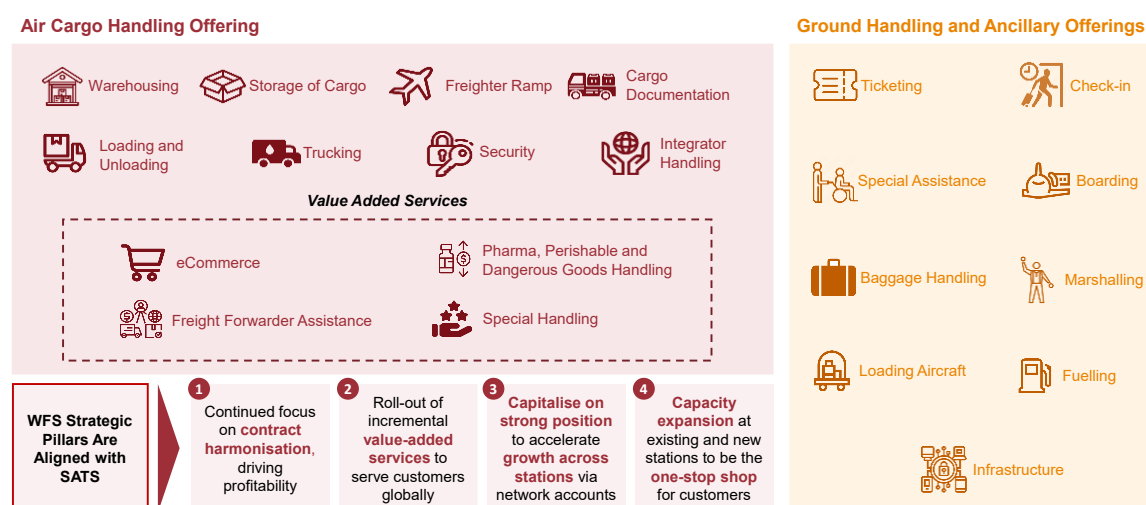 Air Cargo Handling Offering
Warehousing
Storage of Cargo
Freighter Ramp
Cargo
Documentation
Loading and
Unloading
Trucking
Security
Integrator
Handling
Value Added Services
eCommerce
Pharma, Perishable and
Dangerous Goods Handling
Freight Forwarder Assistance
Special Handling
WFS Strategic
Pillars Are
Aligned with
SATS
1
Continued focus
on contract
harmonisation,
driving
profitability
2
Roll-out of
incremental
value-added
services to
serve customers
globally
3
Capitalise on
strong position
to accelerate
growth across
stations via
network accounts
4
Capacity
expansion at
existing and new
stations to be the
one-stop shop
for customers
Ground Handling and Ancillary Offerings
Ticketing
Check-in
Special Assistance
Boarding
Baggage Handling
Marshalling
Loading Aircraft
Fuelling
Infrastructure